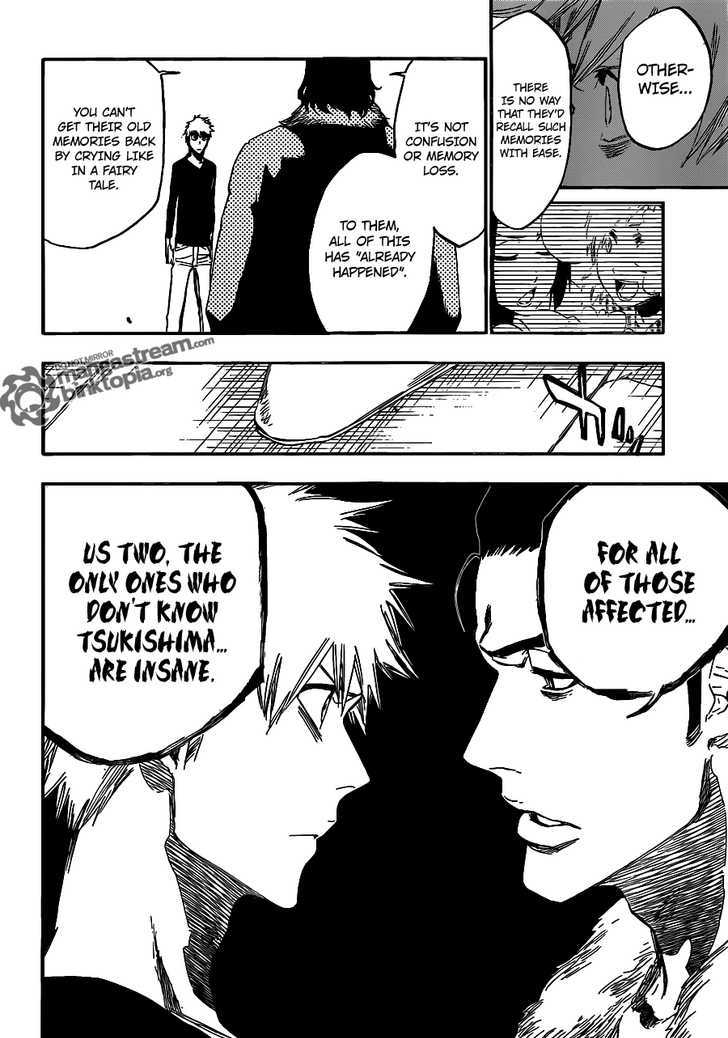 OTHER-
WISE...
THERE
IS NO WAY
THAT THEY'D
RECALL SUCH
MEMORIES
WITH EASE.
IT'S NOT
CONFUSION
OR MEMORY
LOSS.
TO THEM,
ALL OF THIS
HAS "ALREADY
HAPPENED".
YOU CAN'T
GET THEIR OLD
MEMORIES BACK
BY CRYING LIKE
IN A FAIRY
TALE.
DO NOT MIRROR
mangastream.com
binktopia.org
FOR ALL
OF THOSE
AFFECTED...
US TWO, THE
ONLY ONES WHO
DON'T KNOW
TSUKISHIMA...
ARE INSANE.